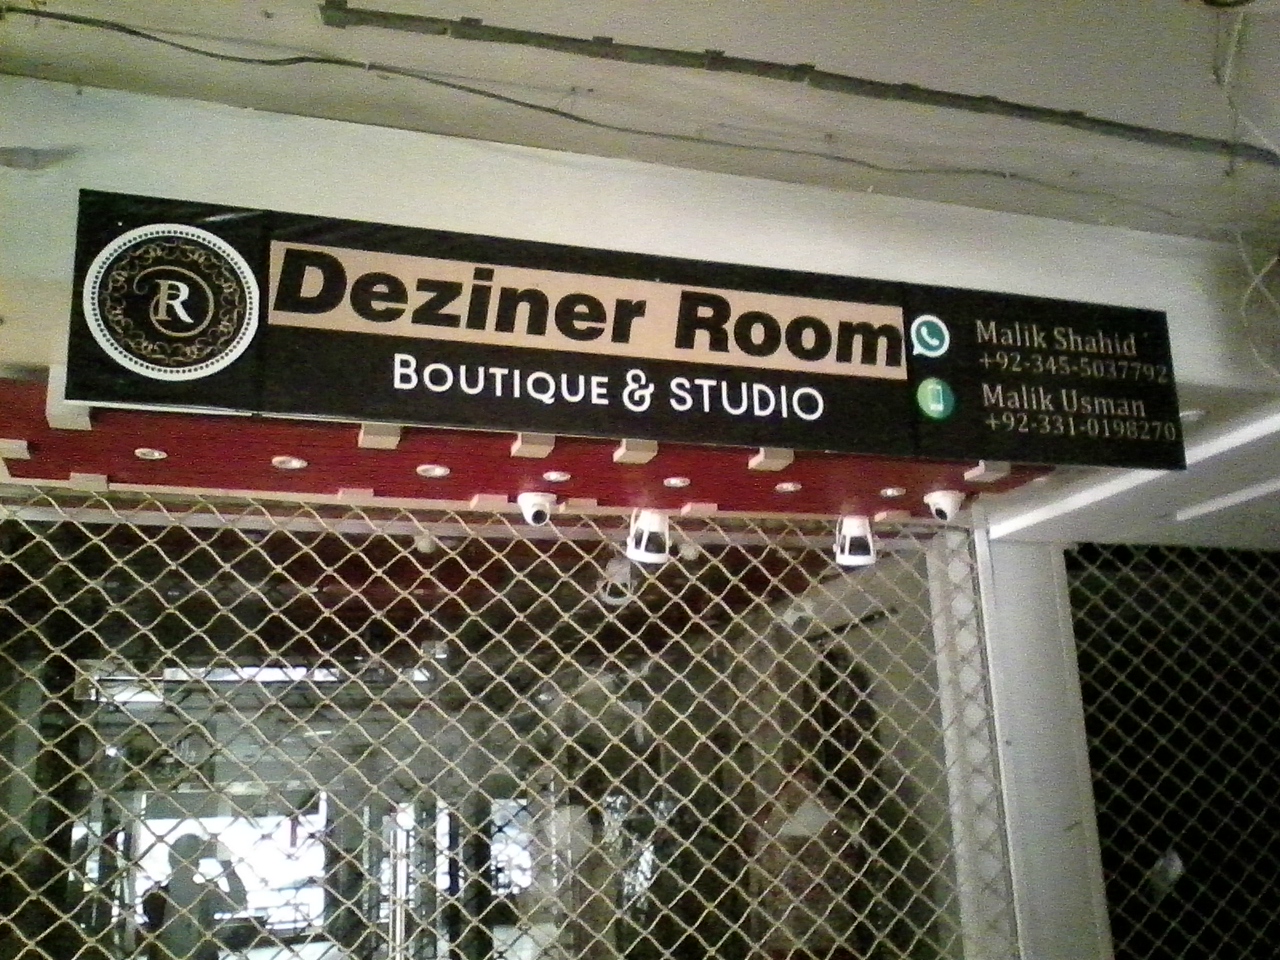 R
Deziner Room
BOUTIQUE & STUDIO
Malik Shahid
+92-345-5037792
Malik Usman
+92-331-0198270